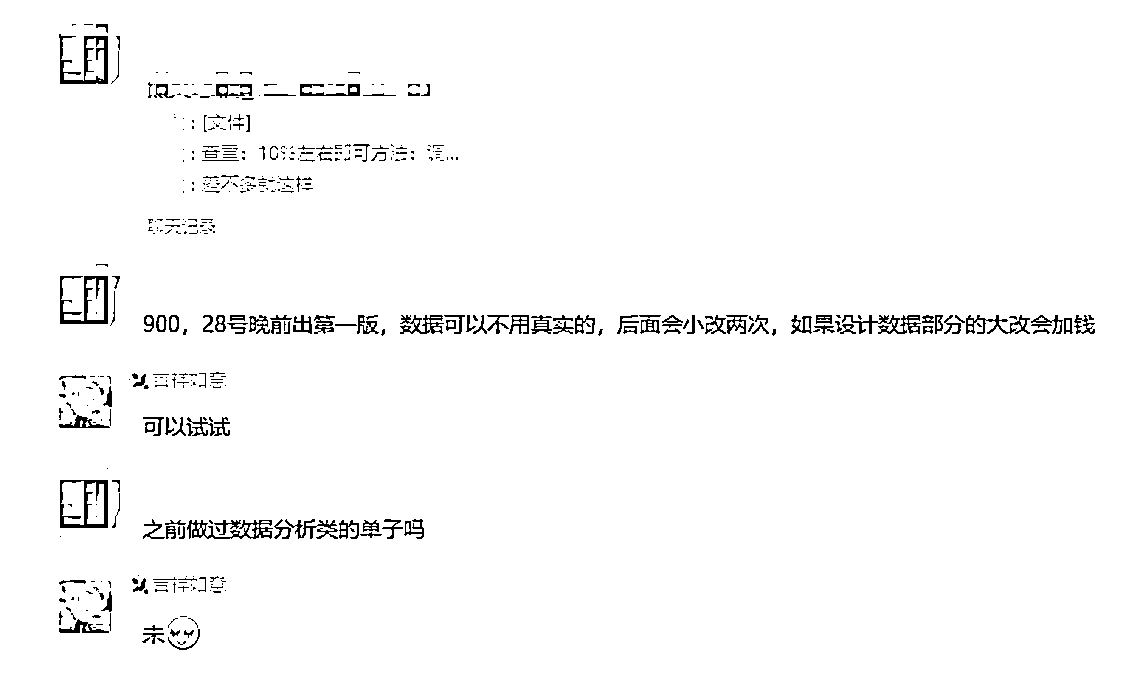 : [文件]
: 查重：10%左右即可方法：调...
: 差不多就这样
聊天记录
900，28号晚前出第一版，数据可以不用真实的，后面会小改两次，如果设计数据部分的大改会加钱
吉祥如意
可以试试
之前做过数据分析类的单子吗
吉祥如意
未